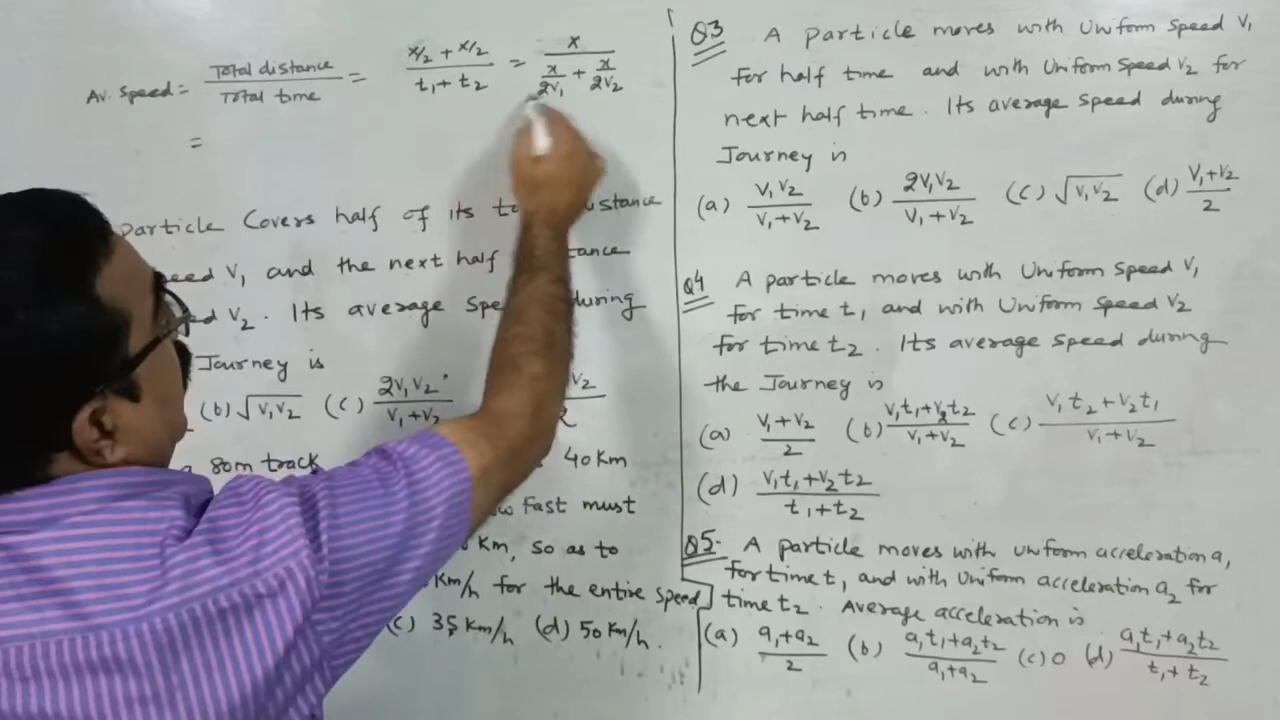 Av. Speed = Total distance / Total time = x/2 + x/2 / t1 + t2 = x / x/2v1 + x/2v2
=
particle Covers half of its distance
V1 and the next half
V2. Its average during
Journey is
(b) √V1V2 (c) 2V1V2 / V1+V2
80m track 40 Km
fast must
Km, so as to
Km/h for the entire speed
(c) 35 Km/h (d) 50 Km/h.
Q3 A particle moves with Uniform Speed V1
for half time and with Uniform Speed V2 for
next half time. Its average speed during
Journey is
(a) V1V2 / V1+V2 (b) 2V1V2 / V1+V2 (c) √V1V2 (d) V1+V2 / 2
Q4 A particle moves with Uniform Speed V1
for time t1 and with Uniform Speed V2
for time t2. Its average speed during
the Journey is
(a) V1+V2 / 2 (b) V1t1+V2t2 / V1+V2 (c) V1t2+V2t1 / V1+V2
(d) V1t1+V2t2 / t1+t2
Q5. A particle moves with uniform acceleration a1
for time t1 and with Uniform acceleration a2 for
time t2. Average acceleration is
(a) a1+a2 / 2 (b) a1t1+a2t2 / a1+a2 (c) 0 (d) a1t1+a2t2 / t1+t2